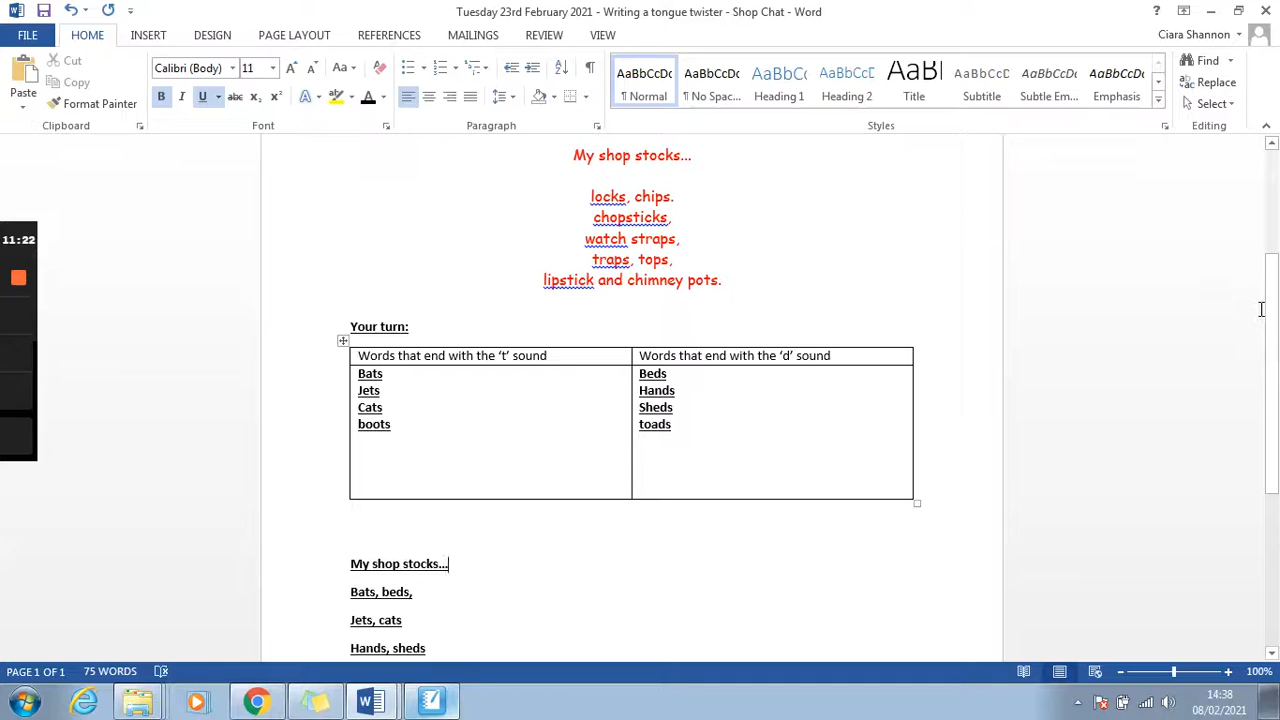 Tuesday 23rd February 2021 - Writing a tongue twister - Shop Chat - Word
FILE HOME INSERT DESIGN PAGE LAYOUT REFERENCES MAILINGS REVIEW VIEW
Ciara Shannon
Cut
Copy
Format Painter
Paste
Calibri (Body) 11
AaBbCcDc AaBbCcDc AaBbCc AaBbCcC AaBl AaBbCcD AaBbCcDc AaBbCcDc
¶ Normal ¶ No Spac... Heading 1 Heading 2 Title Subtitle Subtle Em... Emphasis
Find
Replace
Select
Clipboard Font Paragraph Styles Editing
My shop stocks...
locks, chips.
chopsticks,
watch straps,
traps, tops,
lipstick and chimney pots.
11:22
Your turn:
Words that end with the ‘t’ sound Words that end with the ‘d’ sound
Bats Beds
Jets Hands
Cats Sheds
boots toads
My shop stocks...
Bats, beds,
Jets, cats
Hands, sheds
PAGE 1 OF 1 75 WORDS 100%
14:38
08/02/2021